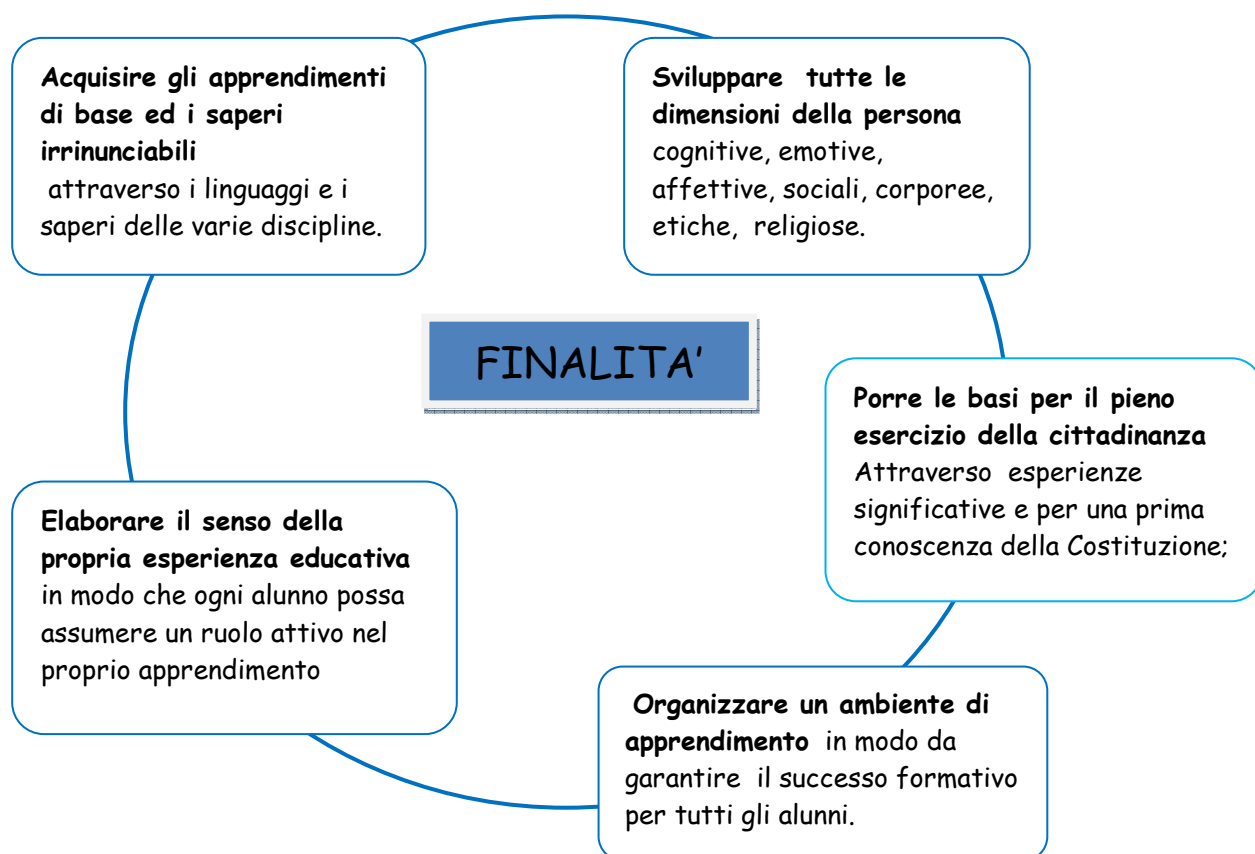 Acquisire gli apprendimenti
di base ed i saperi
irrinunciabili
attraverso i linguaggi e i
saperi delle varie discipline.
Sviluppare tutte le
dimensioni della persona
cognitive, emotive,
affettive, sociali, corporee,
etiche, religiose.
FINALITA'
Porre le basi per il pieno
esercizio della cittadinanza
Attraverso esperienze
significative e per una prima
conoscenza della Costituzione;
Elaborare il senso della
propria esperienza educativa
in modo che ogni alunno possa
assumere un ruolo attivo nel
proprio apprendimento
Organizzare un ambiente di
apprendimento in modo da
garantire il successo formativo
per tutti gli alunni.